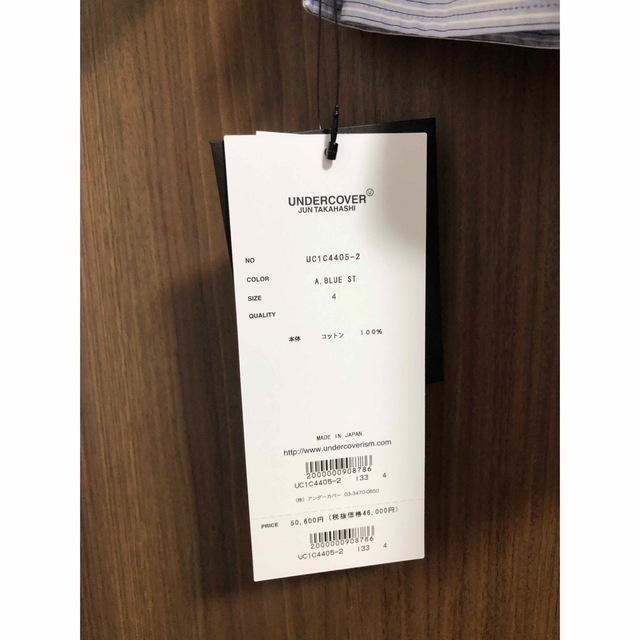 UNDERCOVER
JUN TAKAHASHI
NO UC1C4405-2
COLOR A.BLUE ST
SIZE 4
QUALITY
本体 コットン 100%
MADE IN JAPAN
http://www.undercoverism.com
2000000908786
UC1C4405-2 133 4
(株) アンダーカバー 03-3470-0650
PRICE 50,600円 (税抜価格46,000円)
2000000908786
UC1C4405-2 133 4